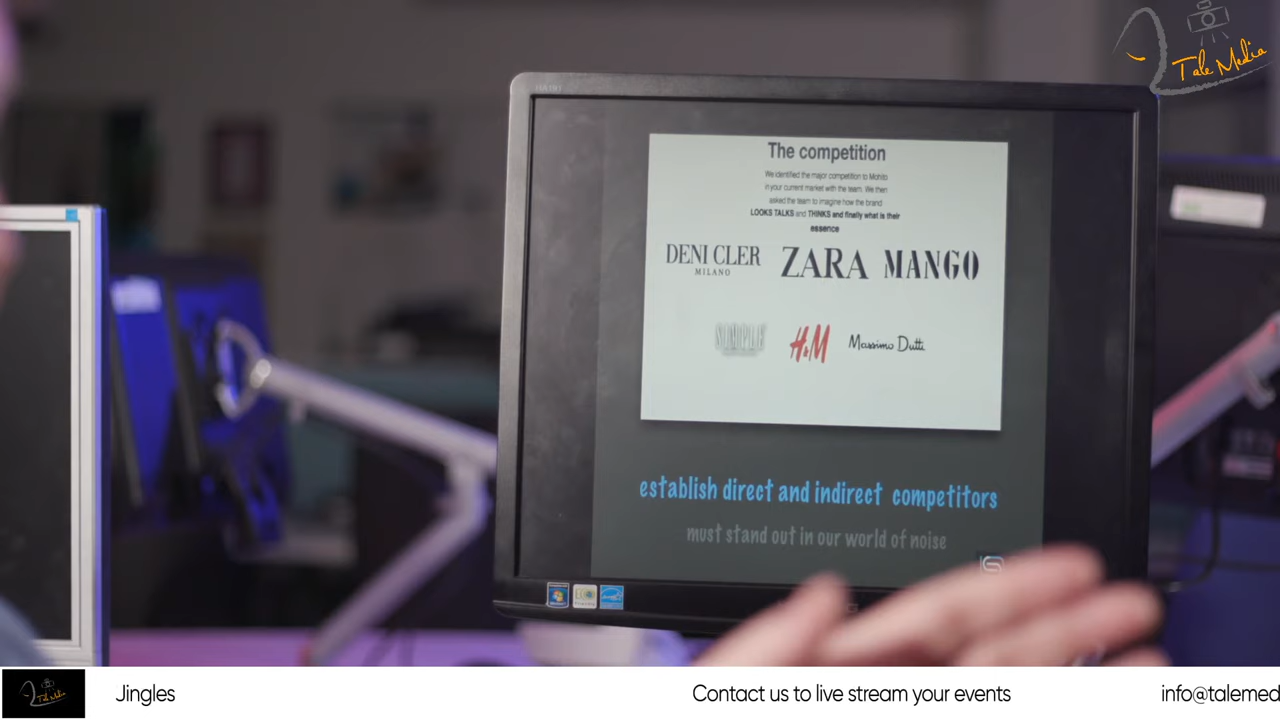 Tale Media
The competition
We identified the major competition to Mohito
in your current market with the team. We then
asked the team to imagine how the brand
LOOKS TALKS and THINKS and finally what is their
essence
DENI CLER
MILANO
ZARA
MANGO
SIMPLE
H&M
Massimo Dutti
establish direct and indirect competitors
must stand out in our world of noise
Tale Media
Jingles
Contact us to live stream your events
info@talemed